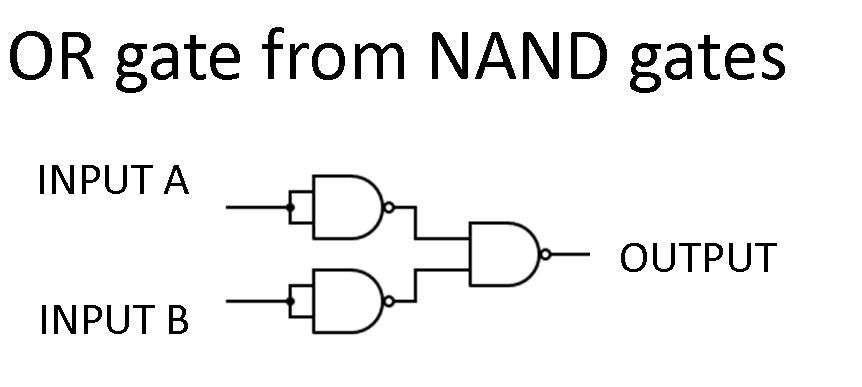 OR gate from NAND gates
INPUT A
OUTPUT
INPUT B